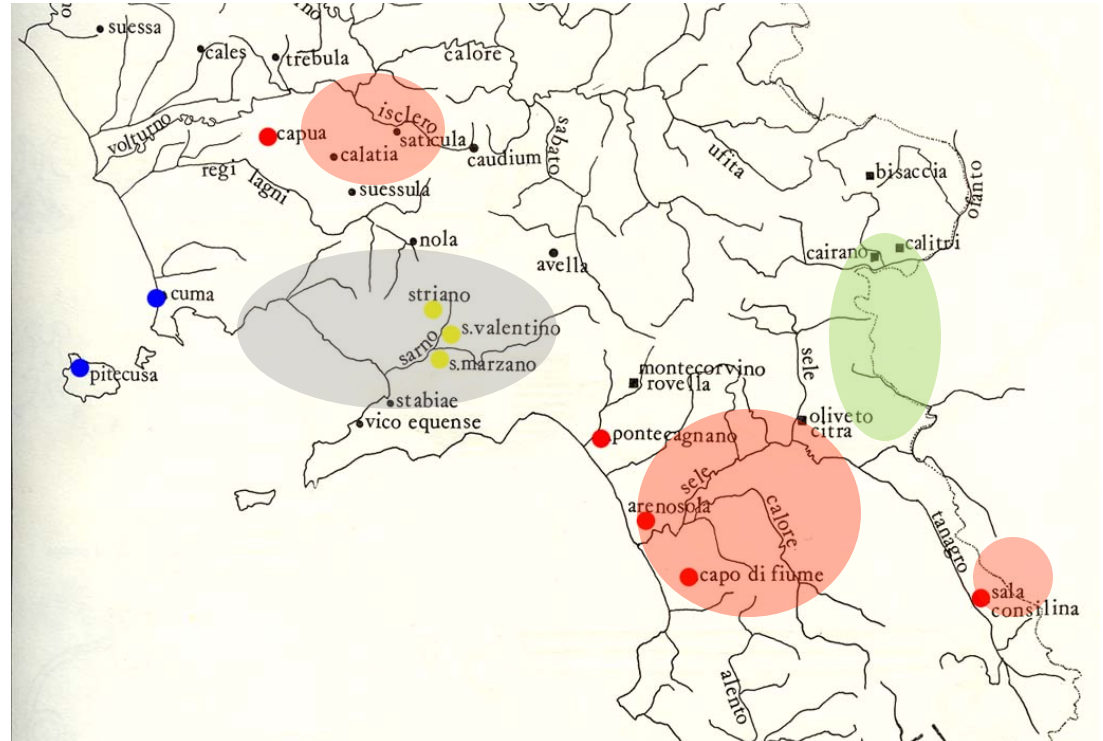 suessa
cales
trebula
calore
volturno
capua
isclero
saticula
calatia
caudium
sabato
ufita
bisaccia
ofanto
regi
lagni
suessula
nola
avella
cairano
calitri
cuma
striano
s.valentino
sarno
s.marzano
pitecusa
stabiae
vico equense
montecorvino
rovella
sele
oliveto
citra
pontecagnano
sele
arenosola
calore
capo di fiume
tanagro
sala
consilina
alento